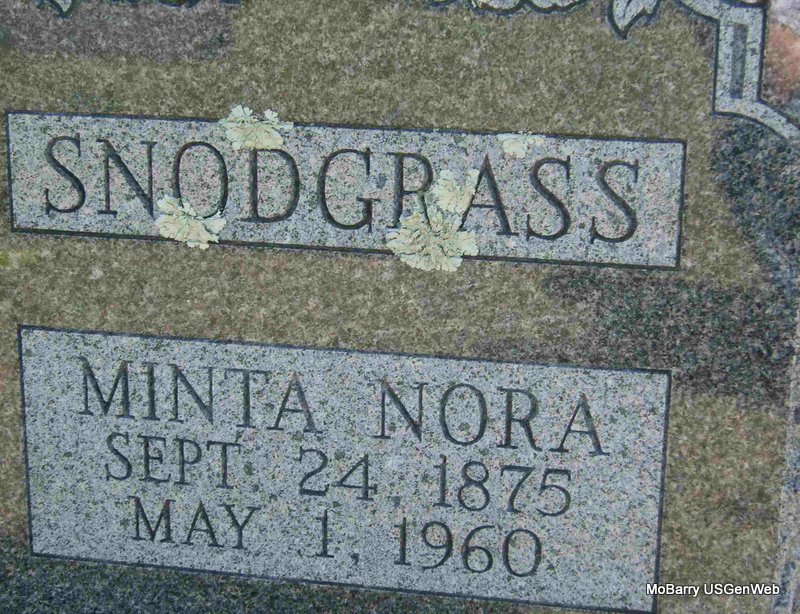 SNODGRASS
MINTA NORA
SEPT 24, 1875
MAY 1, 1960
MoBarry USGenWeb